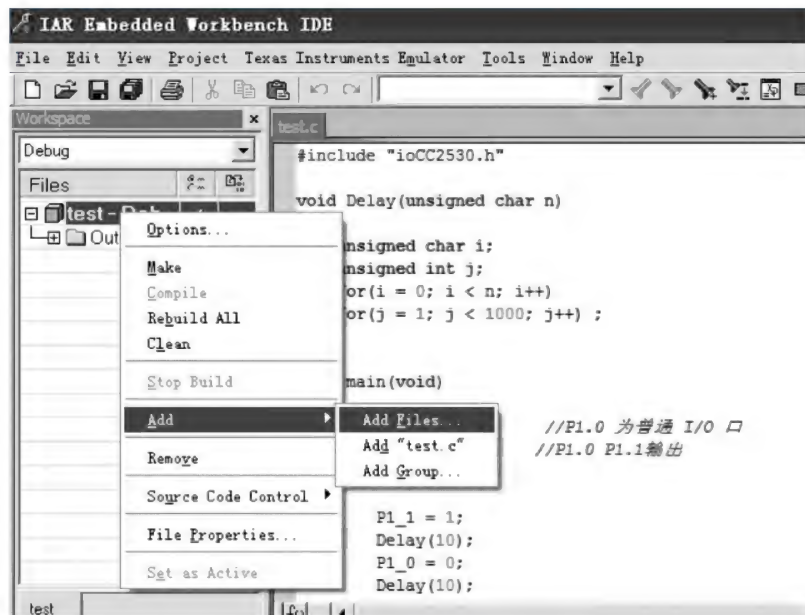 IAR Embedded Workbench IDE
File Edit View Project Texas Instruments Emulator Tools Window Help
Workspace
Debug
Files
test - Deb
Out
Options...
Make
Compile
Rebuild All
Clean
Stop Build
Add
Remove
Source Code Control
File Properties...
Set as Active
Add Files...
Add "test.c"
Add Group...
test
test.c
#include "ioCC2530.h"
void Delay(unsigned char n)
nsigned char i;
nsigned int j;
or(i = 0; i < n; i++)
or(j = 1; j < 1000; j++) ;
main(void)
//P1.0 为普通 I/O 口
//P1.0 P1.1输出
P1_1 = 1;
Delay(10);
P1_0 = 0;
Delay(10);